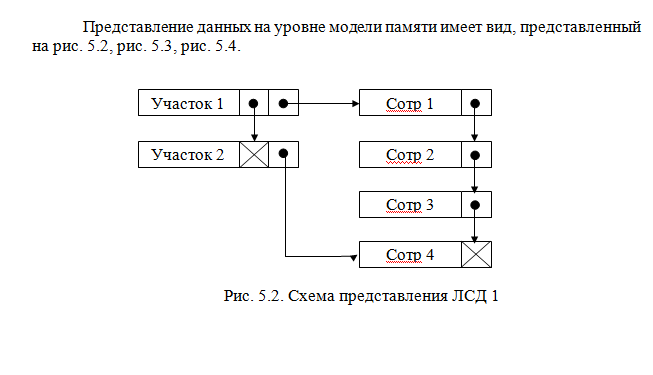 Представление данных на уровне модели памяти имеет вид, представленный
на рис. 5.2, рис. 5.3, рис. 5.4.
Участок 1
Сотр 1
Участок 2
Сотр 2
Сотр 3
Сотр 4
Рис. 5.2. Схема представления ЛСД 1